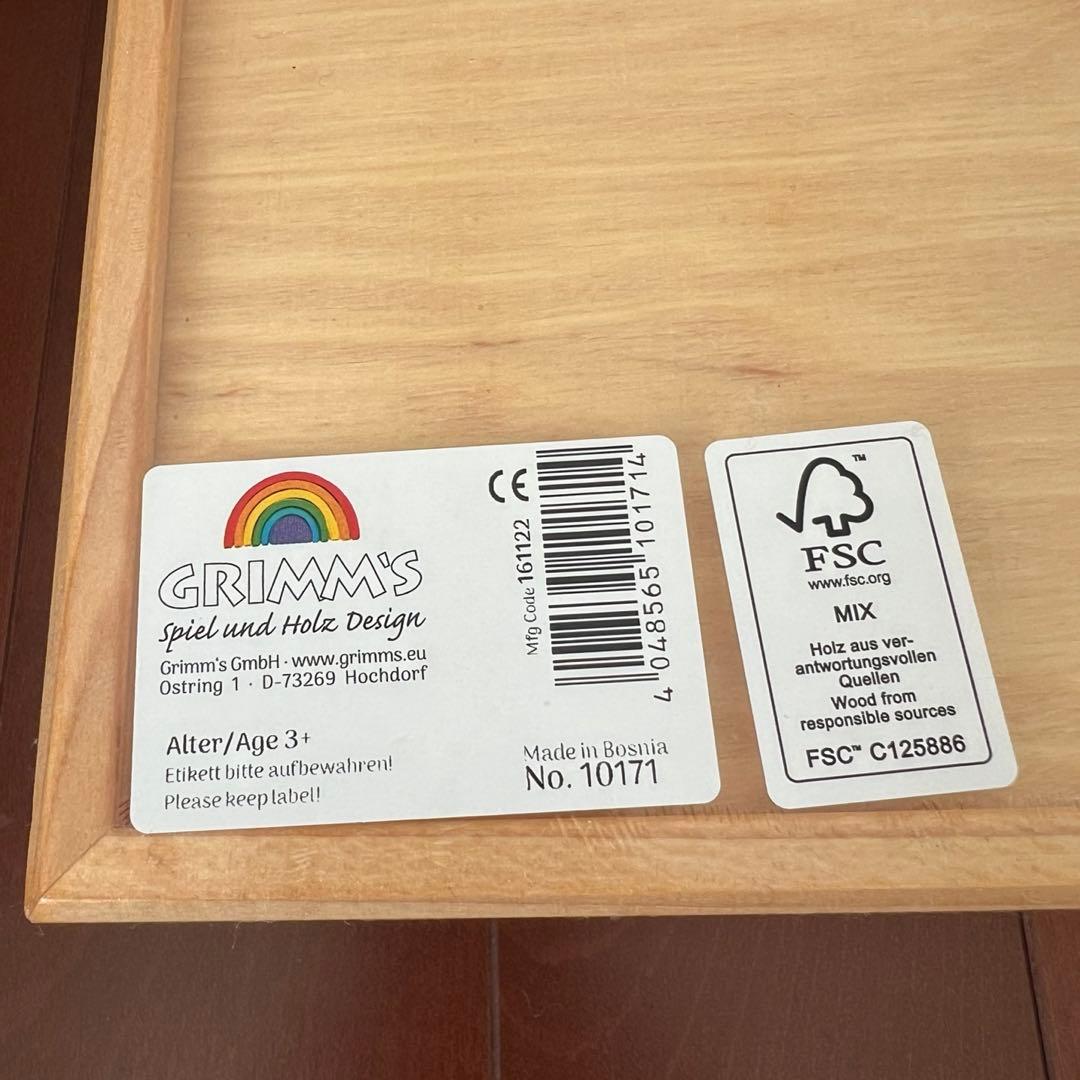 GRIMM'S
Spiel und Holz Design
Grimm's GmbH · www.grimms.eu
Ostring 1 · D-73269 Hochdorf
Alter/Age 3+
Etikett bitte aufbewahren!
Please keep label!
CE
Mfg Code 161122
4 048565 101714
Made in Bosnia
No. 10171
TM
FSC
www.fsc.org
MIX
Holz aus ver-
antwortungsvollen
Quellen
Wood from
responsible sources
FSC™ C125886